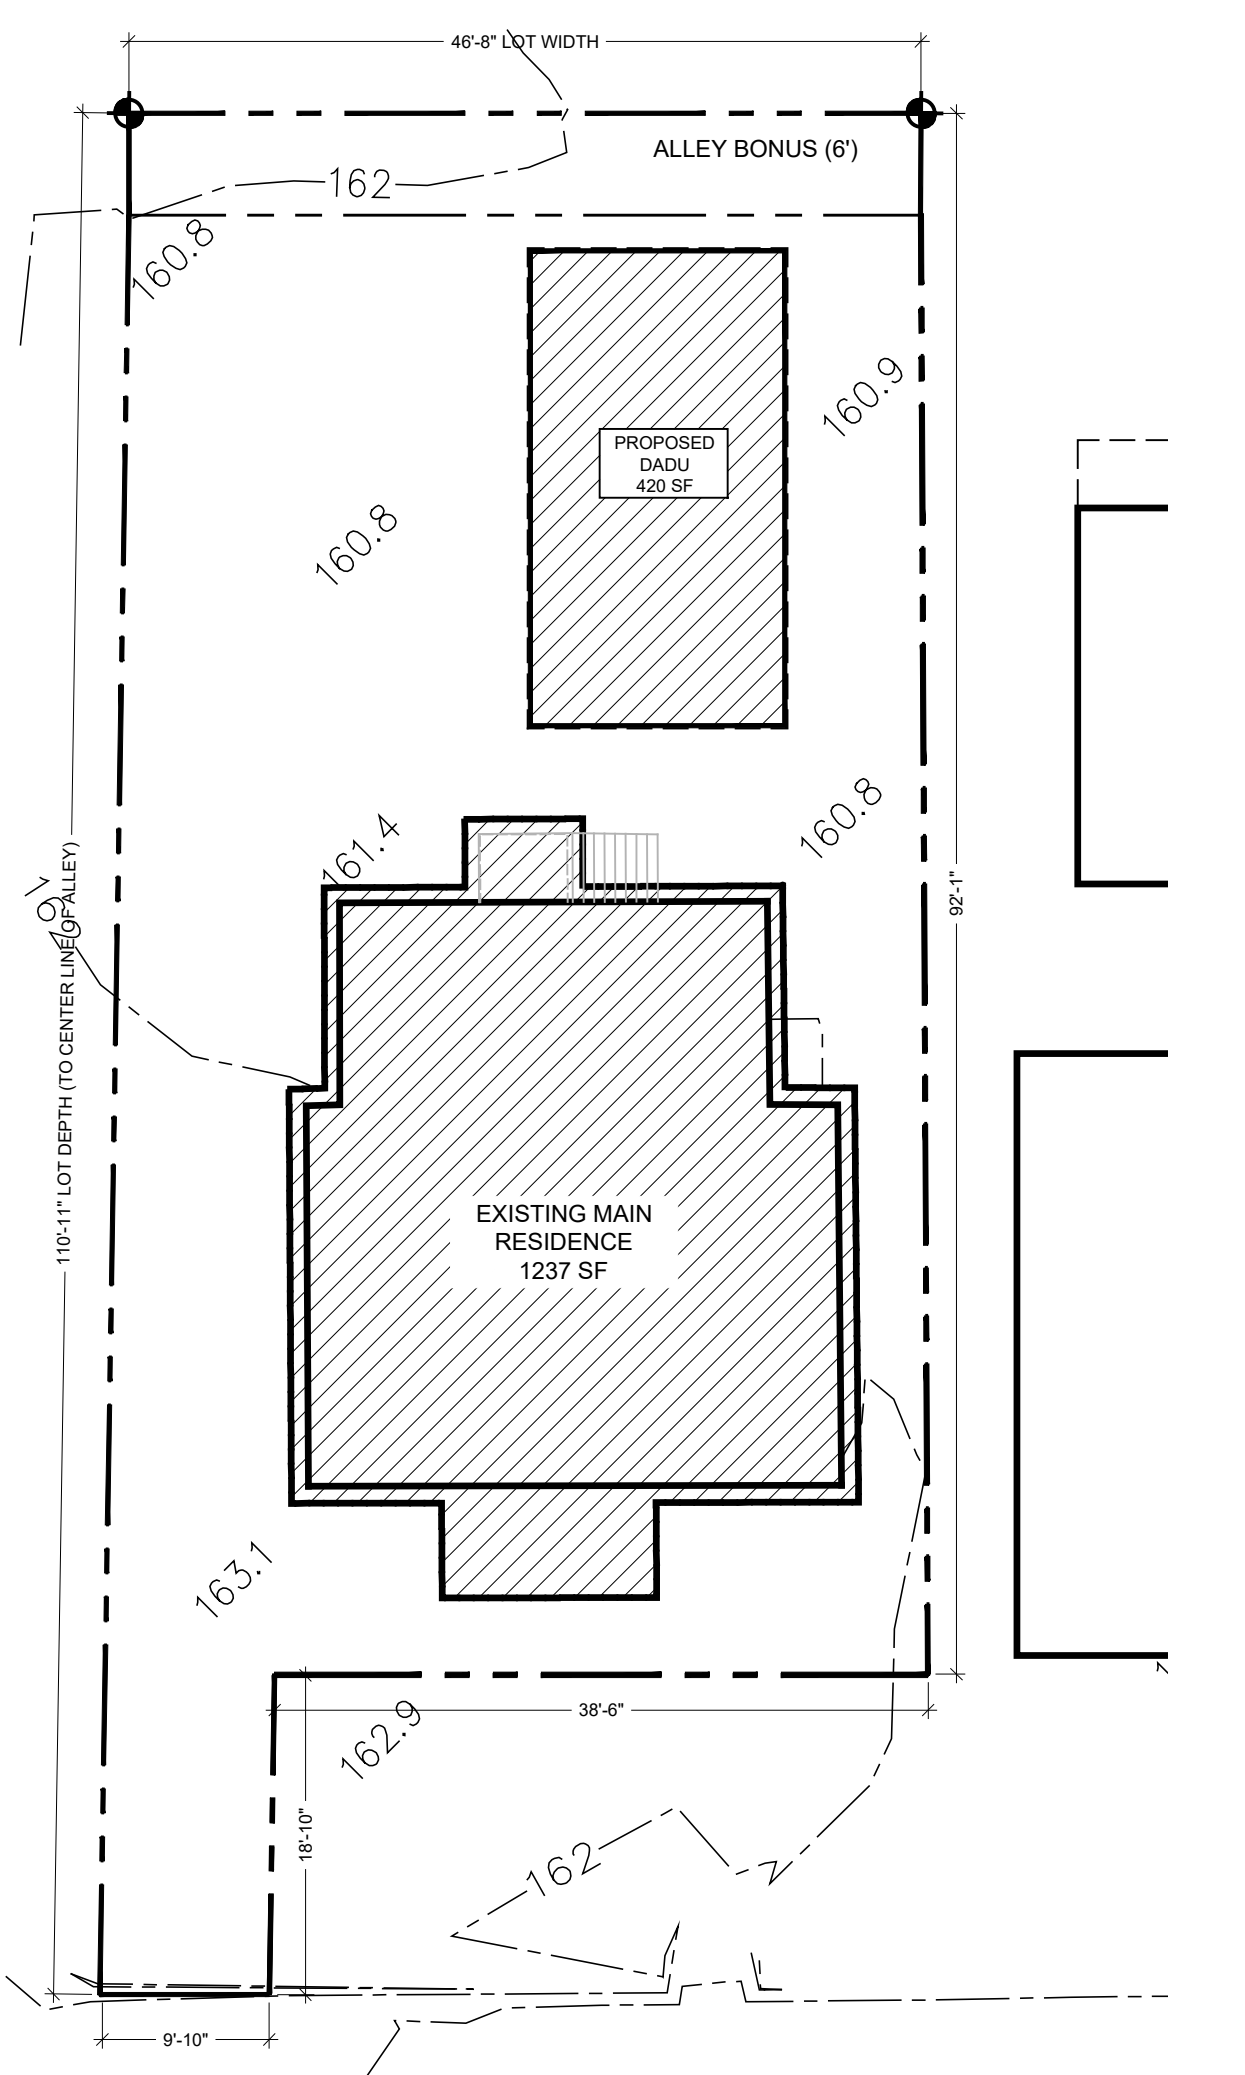 46'-8" LOT WIDTH
ALLEY BONUS (6')
162
160.8
160.9
PROPOSED
DADU
420 SF
160.8
160.8
161.4
161
92'-1"
110'-11" LOT DEPTH (TO CENTER LINE OF ALLEY)
EXISTING MAIN
RESIDENCE
1237 SF
163.1
38'-6"
162.9
18'-10"
162
9'-10"